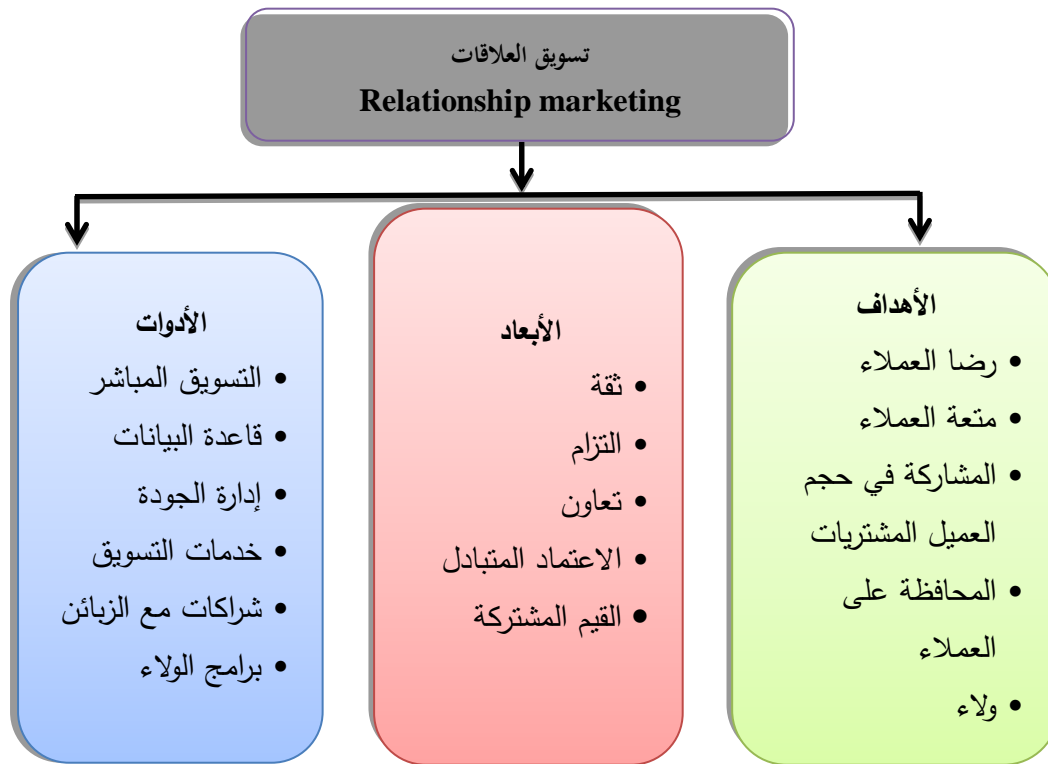 تسويق العلاقات
Relationship marketing
الأهداف
• رضا العملاء
• متعة العملاء
• المشاركة في حجم
العميل المشتريات
• المحافظة على
العملاء
• ولاء
الأبعاد
• ثقة
• التزام
• تعاون
• الاعتماد المتبادل
• القيم المشتركة
الأدوات
• التسويق المباشر
• قاعدة البيانات
• إدارة الجودة
• خدمات التسويق
• شراكات مع الزبائن
• برامج الولاء